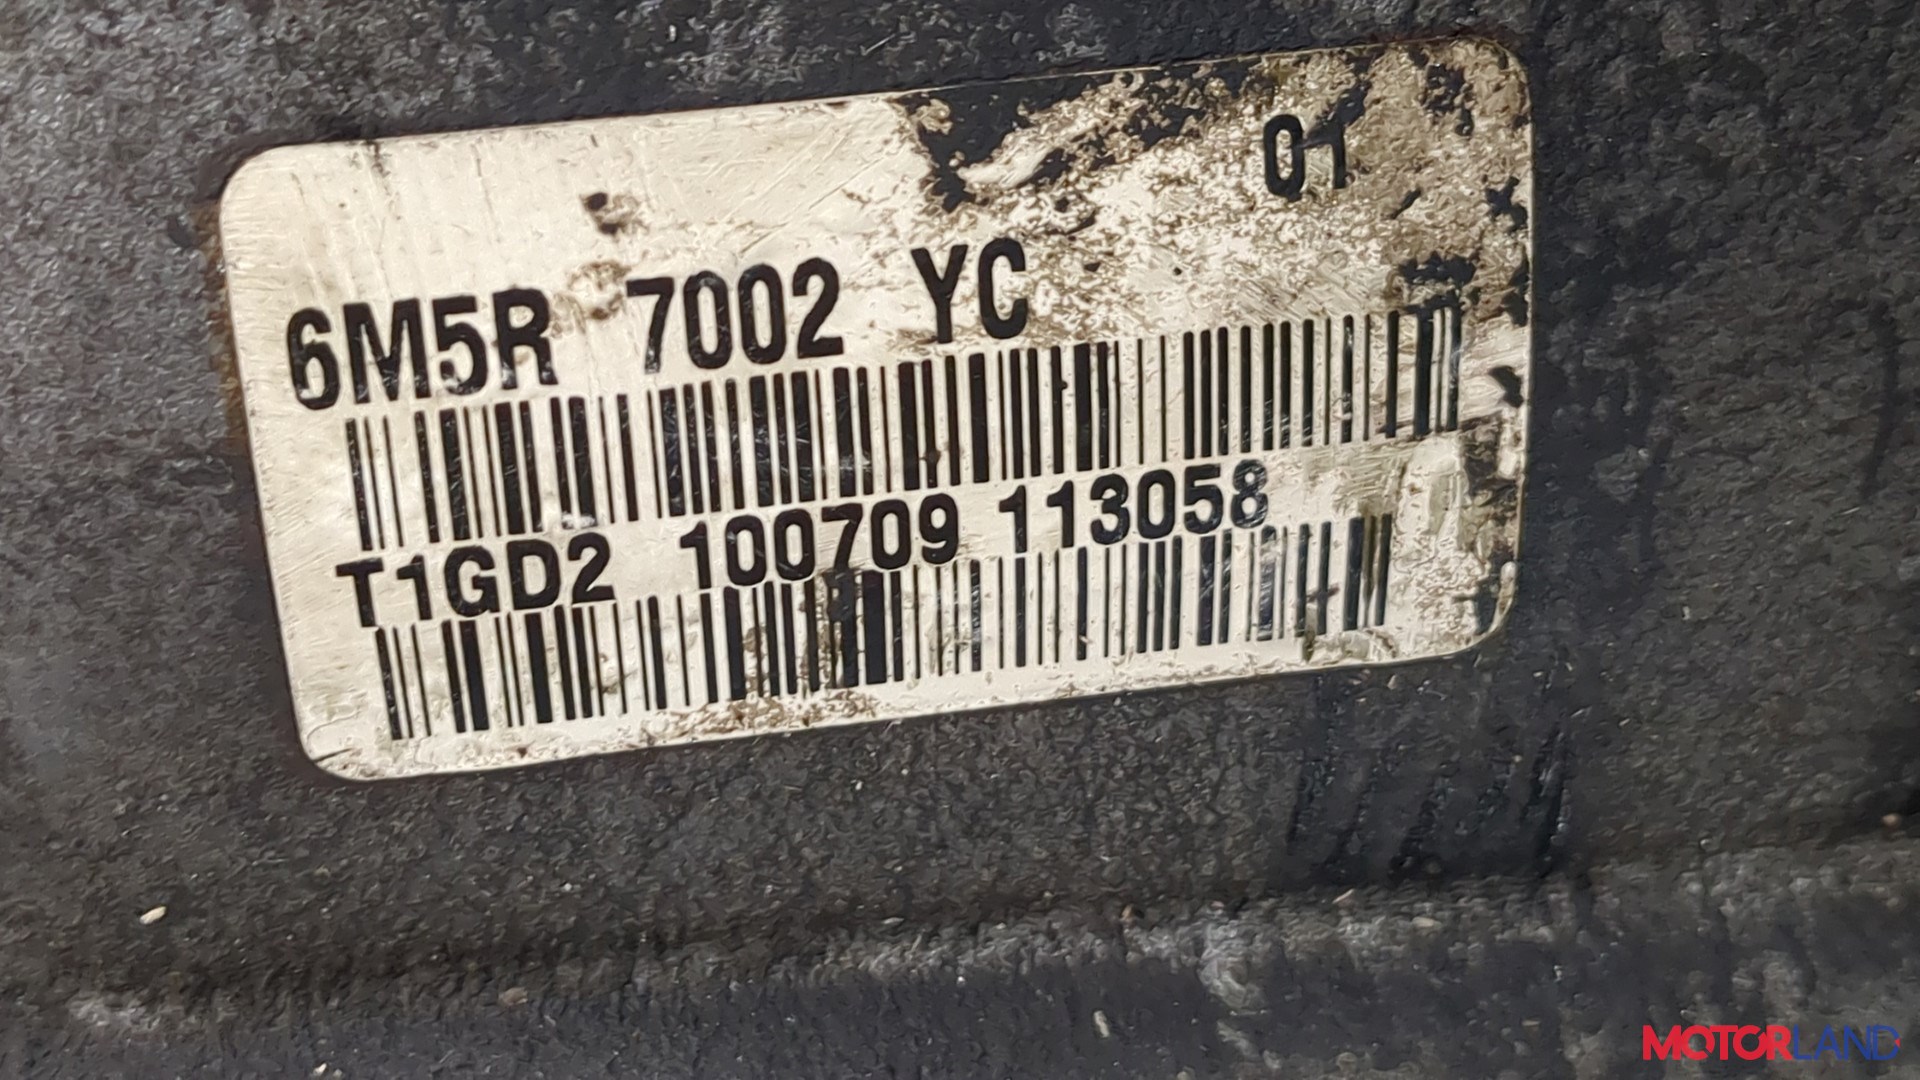 01
6M5R 7002 YC
T1GD2 100709 113058
MOTORLAND